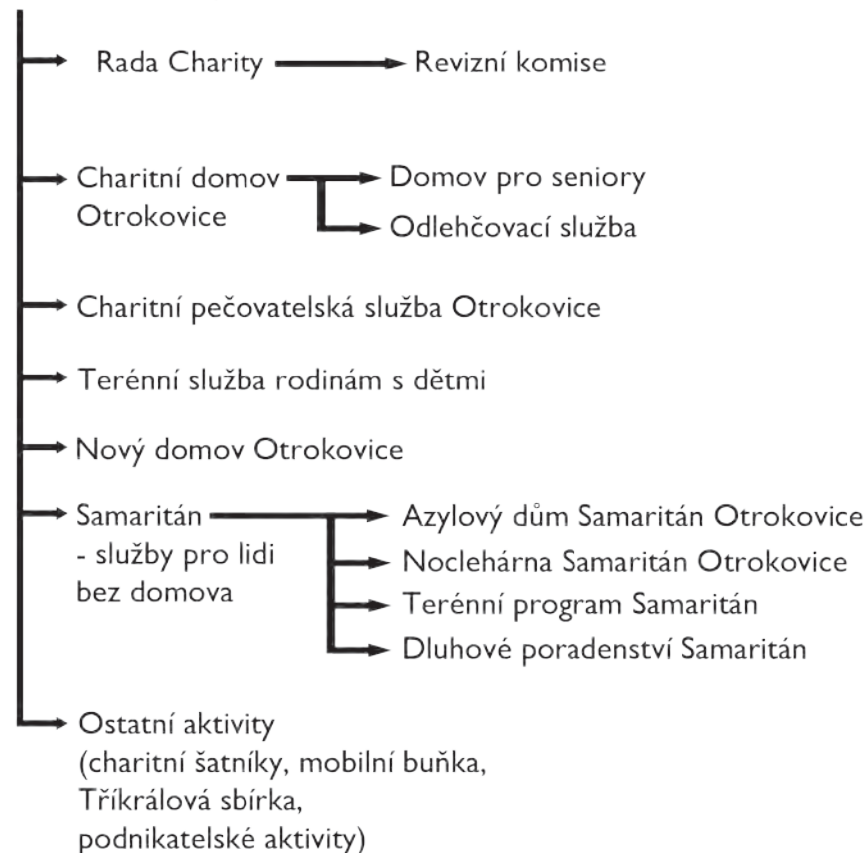 Rada Charity
Revizní komise
Charitní domov
Otrokovice
Domov pro seniory
Odlehčovací služba
Charitní pečovatelská služba Otrokovice
Terénní služba rodinám s dětmi
Nový domov Otrokovice
Samaritán
- služby pro lidi
bez domova
Azylový dům Samaritán Otrokovice
Noclehárna Samaritán Otrokovice
Terénní program Samaritán
Dluhové poradenství Samaritán
Ostatní aktivity
(charitní šatníky, mobilní buňka,
Tříkrálová sbírka,
podnikatelské aktivity)